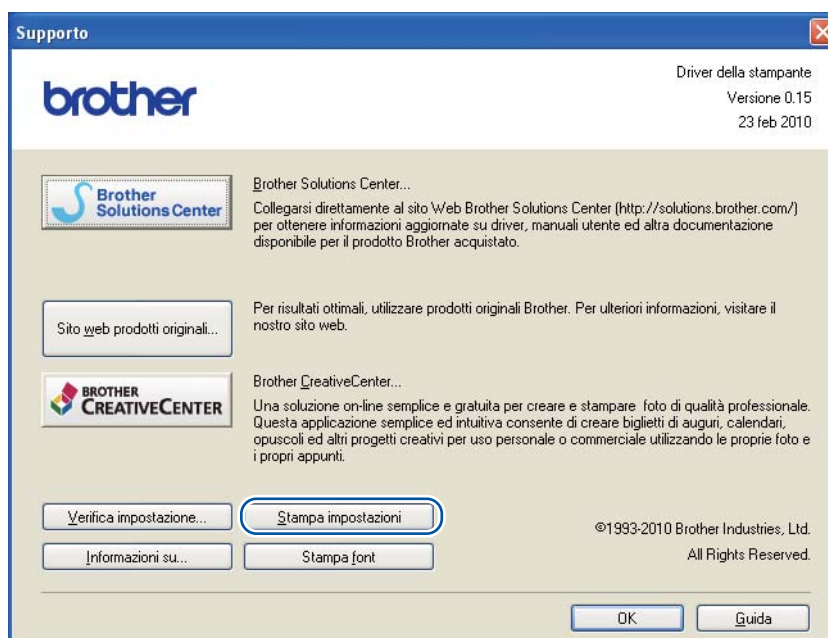 Supporto
brother
Driver della stampante
Versione 0.15
23 feb 2010
Brother
Solutions Center
Brother Solutions Center...
Collegarsi direttamente al sito Web Brother Solutions Center (http://solutions.brother.com/)
per ottenere informazioni aggiornate su driver, manuali utente ed altra documentazione
disponibile per il prodotto Brother acquistato.
Sito web prodotti originali...
Per risultati ottimali, utilizzare prodotti originali Brother. Per ulteriori informazioni, visitare il
nostro sito web.
BROTHER
CREATIVECENTER
Brother CreativeCenter...
Una soluzione on-line semplice e gratuita per creare e stampare foto di qualità professionale.
Questa applicazione semplice ed intuitiva consente di creare biglietti di auguri, calendari,
opuscoli ed altri progetti creativi per uso personale o commerciale utilizzando le proprie foto e
i propri appunti.
Verifica impostazione...
Stampa impostazioni
©1993-2010 Brother Industries, Ltd.
Informazioni su...
Stampa font
All Rights Reserved.
OK
Guida